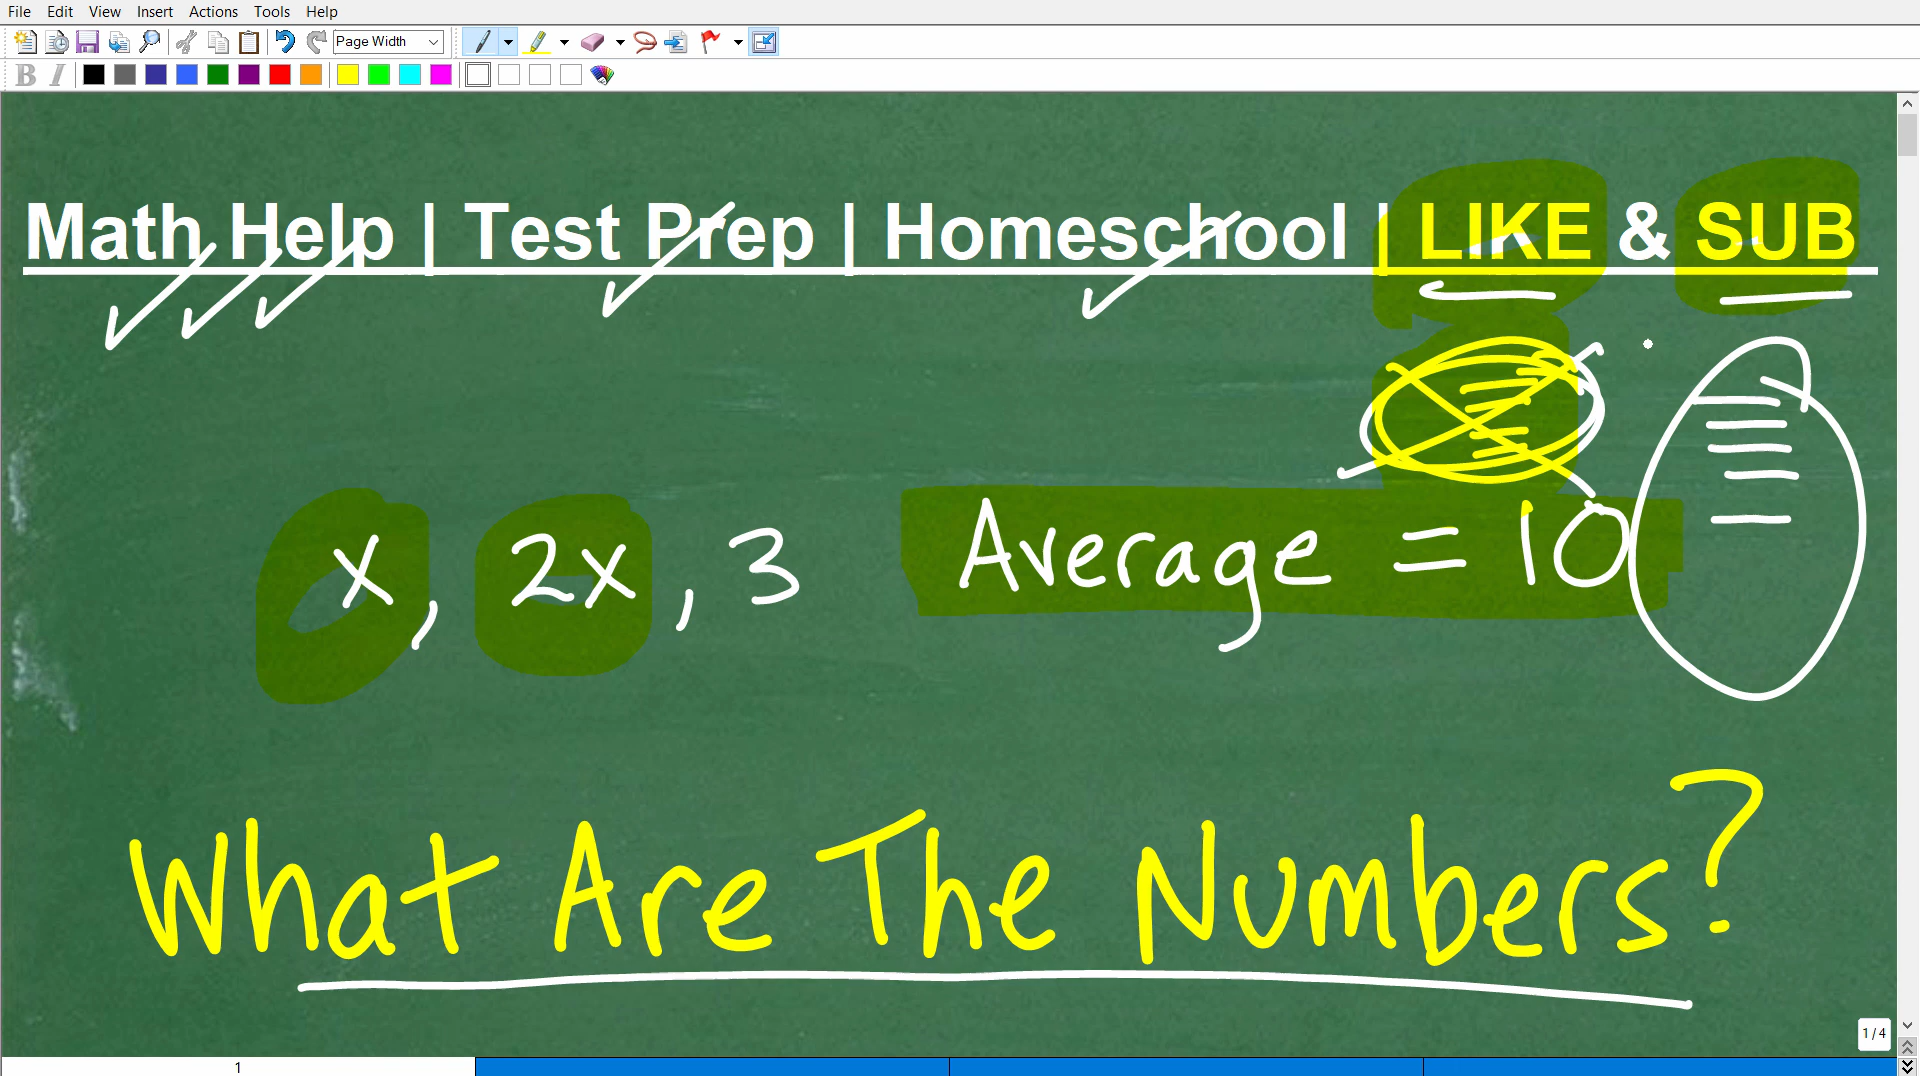 File Edit View Insert Actions Tools Help
Page Width
B I
Math Help | Test Prep | Homeschool | LIKE & SUB
x, 2x, 3 Average = 10
What Are The Numbers?
1 / 4
1